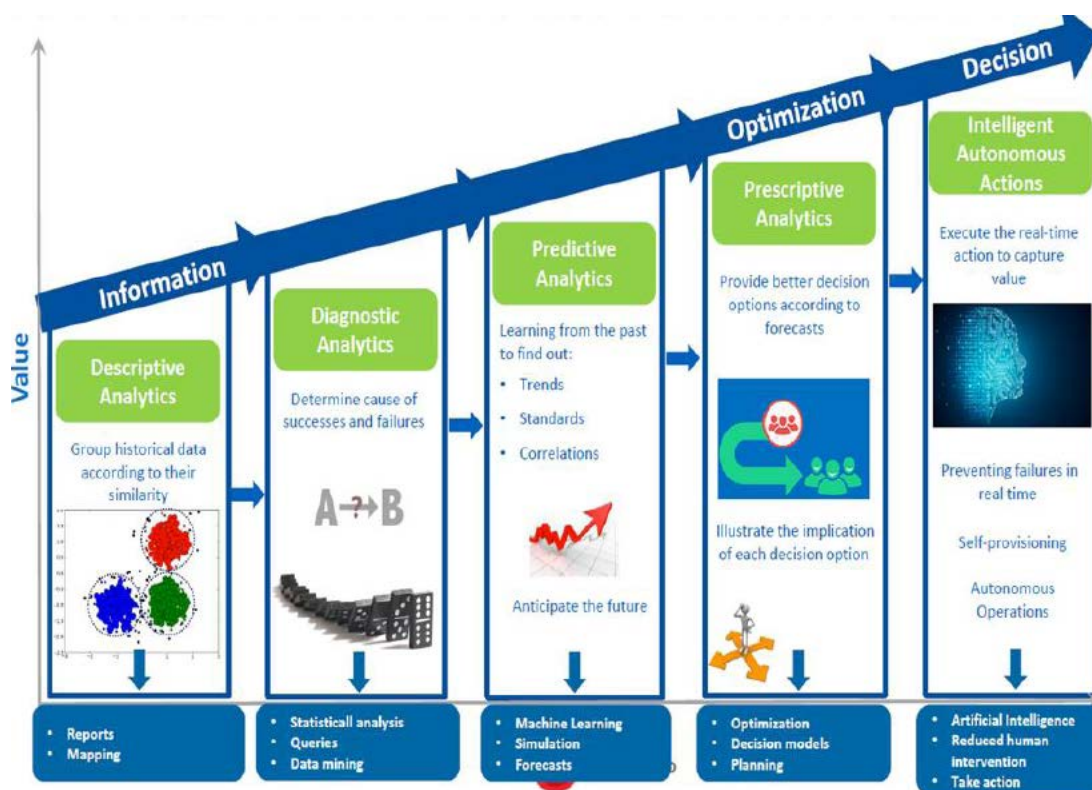 Value
Information
Optimization
Decision
Descriptive
Analytics
Group historical data
according to their
similarity
Reports
Mapping
Diagnostic
Analytics
Determine cause of
successes and failures
A ? B
Statisticall analysis
Queries
Data mining
Predictive
Analytics
Learning from the past
to find out:
Trends
Standards
Correlations
Anticipate the future
Machine Learning
Simulation
Forecasts
Prescriptive
Analytics
Provide better decision
options according to
forecasts
Illustrate the implication
of each decision option
Optimization
Decision models
Planning
Intelligent
Autonomous
Actions
Execute the real-time
action to capture
value
Preventing failures in
real time
Self-provisioning
Autonomous
Operations
Artificial Intelligence
Reduced human
intervention
Take action